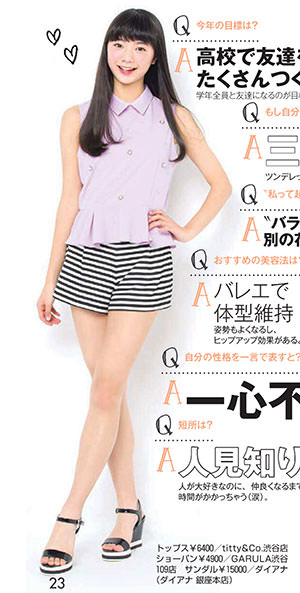 Q 今年の目標は?
A 高校で友達を
たくさんつく
学年全員と友達になるのが目
Q もし自分
A 三
ツンデレっ
Q "私って起
A "バラ
別の花
Q おすすめの美容法は?
A バレエで
体型維持
姿勢もよくなるし、
ヒップアップ効果がある。
Q 自分の性格を一言で表すと?
A 一心不
Q 短所は?
A 人見知り
人が大好きなのに、仲良くなるまで
時間がかかっちゃう(涙)。
トップス¥6400/titty&Co.渋谷店
ショーパン¥4900/GARULA渋谷
109店 サンダル¥15000/ダイアナ
(ダイアナ 銀座本店)
23